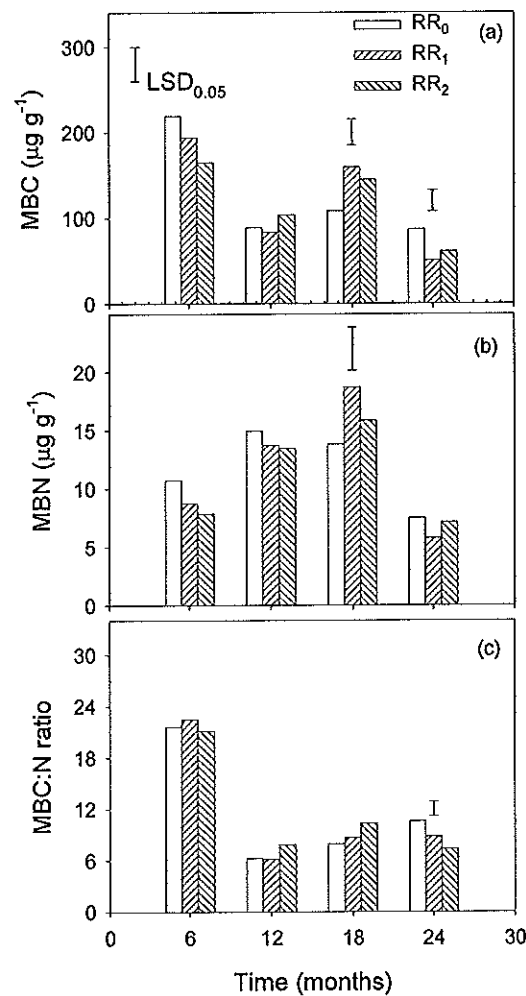 RR₀
(a)
RR₁
RR₂
LSD₀.₀₅
300
200
100
0
MBC (µg g⁻¹)
(b)
20
15
10
5
0
MBN (µg g⁻¹)
(c)
30
24
18
12
6
0
MBC:N ratio
0 6 12 18 24 30
Time (months)